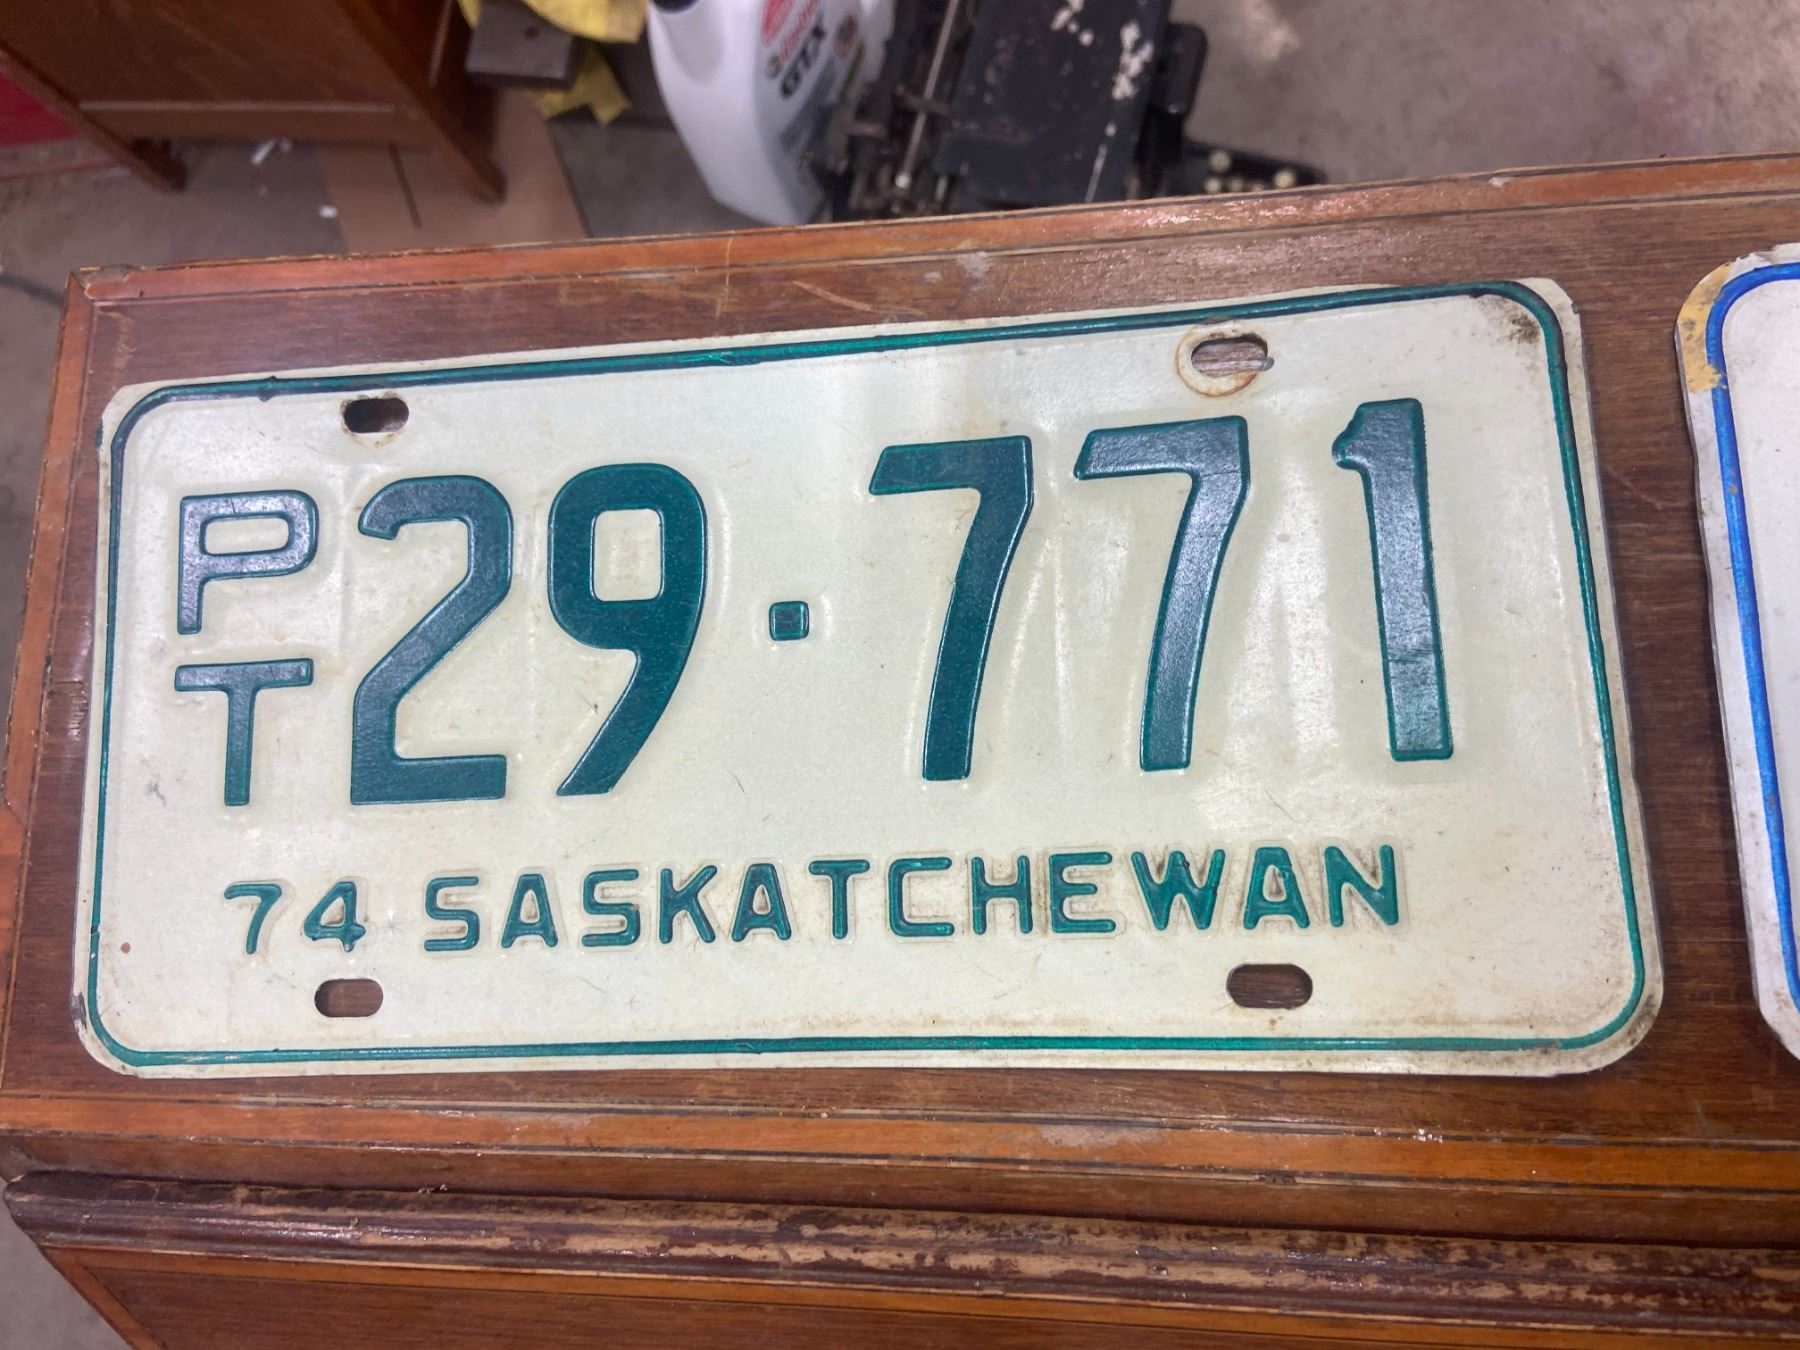 GTX
PT 29·771
74 SASKATCHEWAN